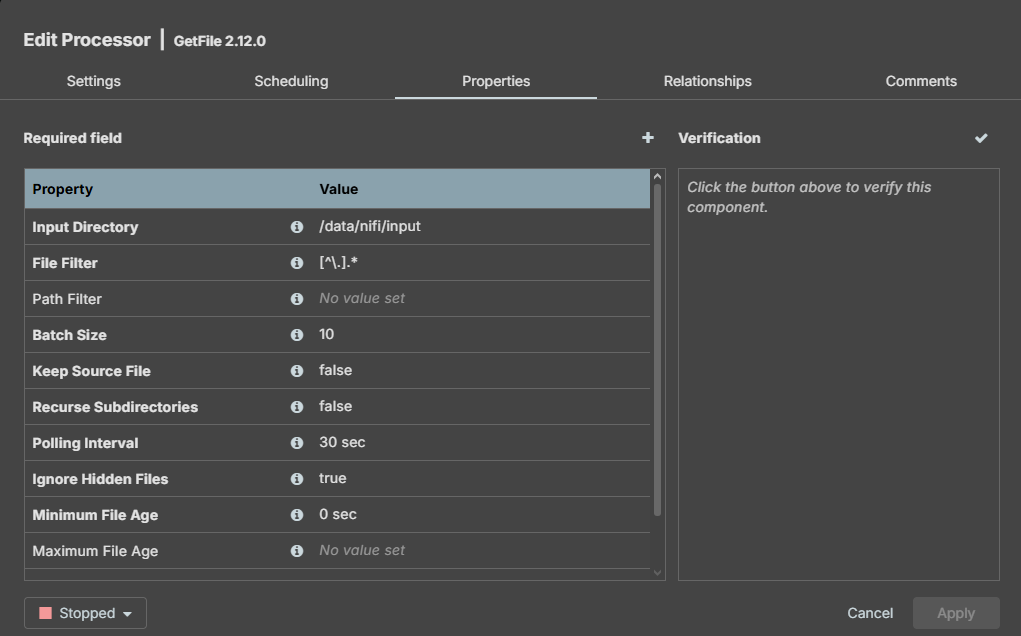 Edit Processor | GetFile 2.12.0
Settings Scheduling Properties Relationships Comments
Required field
Property Value
Input Directory /data/nifi/input
File Filter [^\.].*
Path Filter No value set
Batch Size 10
Keep Source File false
Recurse Subdirectories false
Polling Interval 30 sec
Ignore Hidden Files true
Minimum File Age 0 sec
Maximum File Age No value set
Verification
Click the button above to verify this
component.
Stopped
Cancel Apply